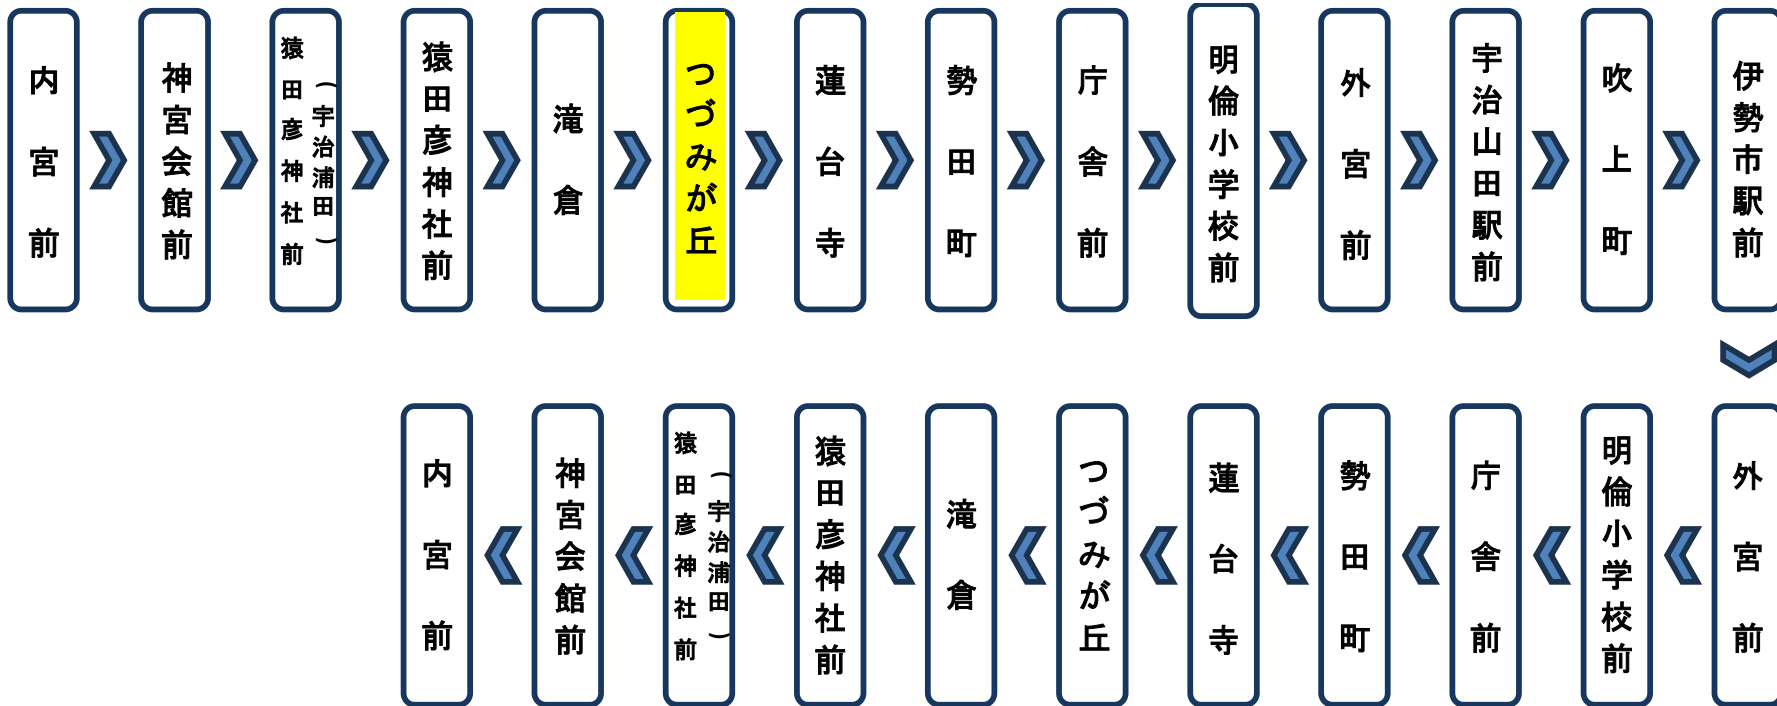 内宮前
神宮会館前
猿田彦神社前
（宇治浦田）
猿田彦神社前
滝倉
つづみが丘
蓮台寺
勢田町
庁舎前
明倫小学校前
外宮前
宇治山田駅前
吹上町
伊勢市駅前
外宮前
明倫小学校前
庁舎前
勢田町
蓮台寺
つづみが丘
滝倉
猿田彦神社前
猿田彦神社前
（宇治浦田）
神宮会館前
内宮前